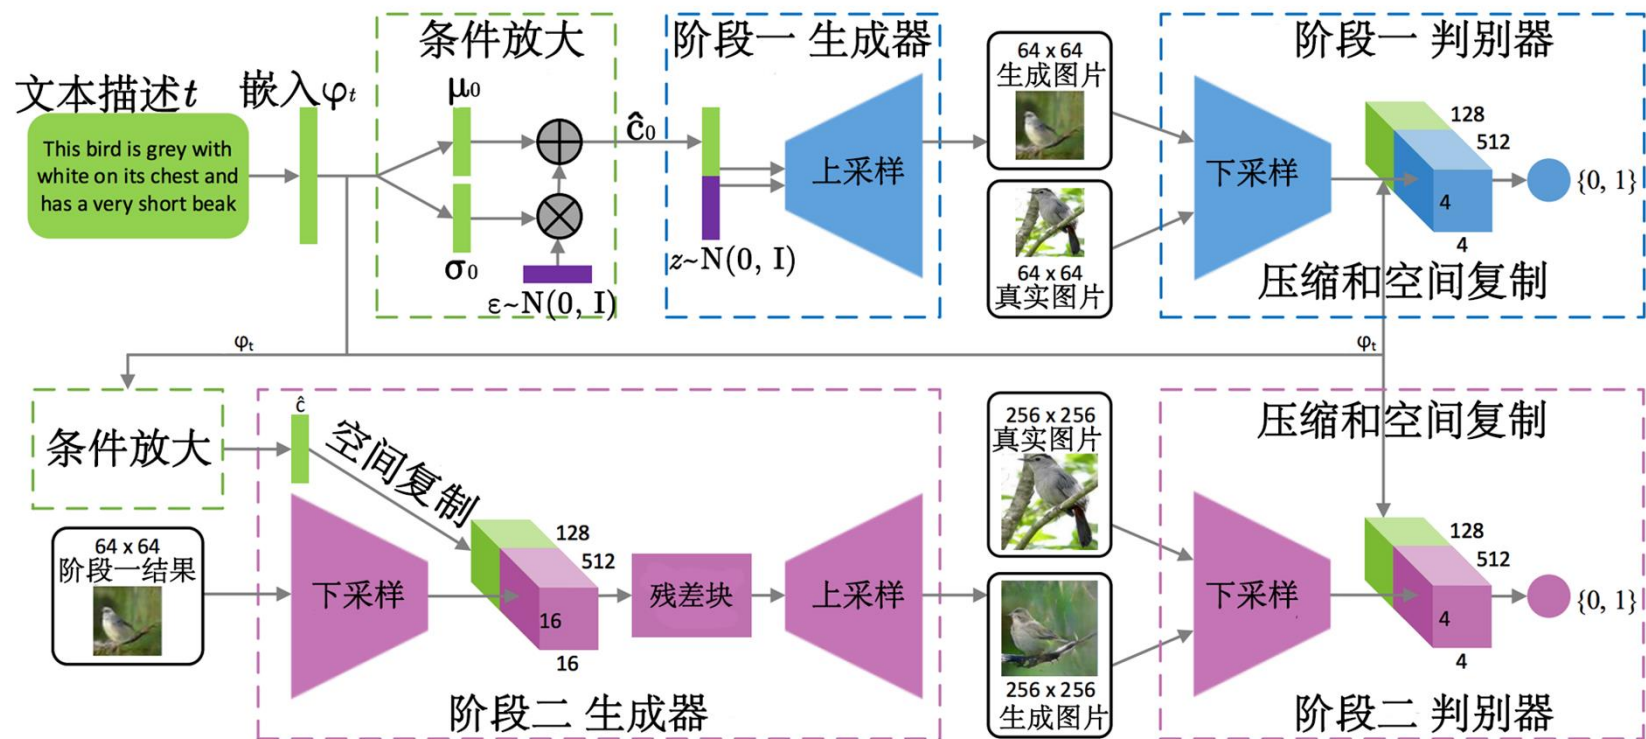 条件放大
阶段一 生成器
阶段一 判别器
文本描述t
嵌入φt
μ0
ĉ0
64 x 64
生成图片
128
512
This bird is grey with
white on its chest and
has a very short beak
上采样
下采样
{0, 1}
4
4
σ0
ε~N(0, I)
z~N(0, I)
64 x 64
真实图片
压缩和空间复制
φt
φt
条件放大
ĉ
空间复制
256 x 256
真实图片
压缩和空间复制
64 x 64
阶段一结果
下采样
128
512
16
16
残差块
上采样
256 x 256
生成图片
下采样
128
512
4
4
{0, 1}
阶段二 生成器
阶段二 判别器